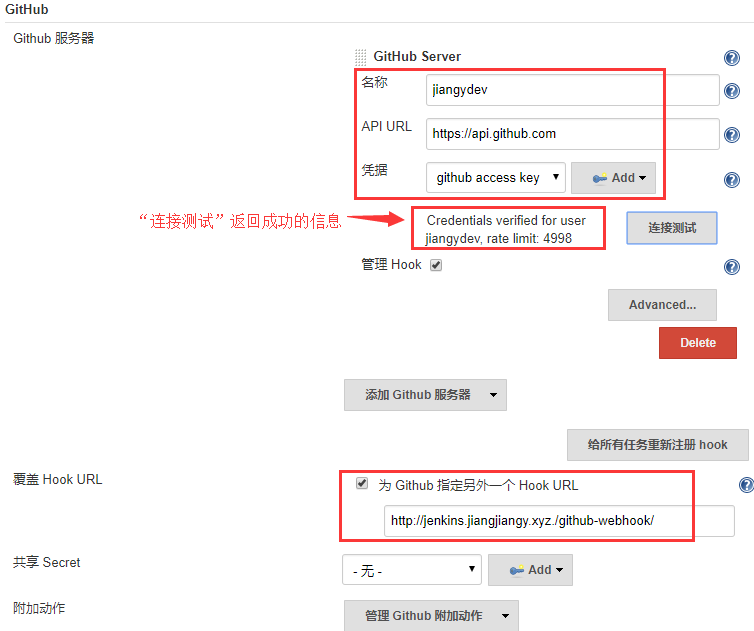 GitHub
Github 服务器
GitHub Server
名称
jiangydev
API URL
https://api.github.com
凭据
github access key
Add
“连接测试”返回成功的信息
Credentials verified for user
jiangydev, rate limit: 4998
连接测试
管理 Hook
Advanced...
Delete
添加 Github 服务器
给所有任务重新注册 hook
覆盖 Hook URL
为 Github 指定另外一个 Hook URL
http://jenkins.jiangjiangy.xyz./github-webhook/
共享 Secret
- 无 -
Add
附加动作
管理 Github 附加动作